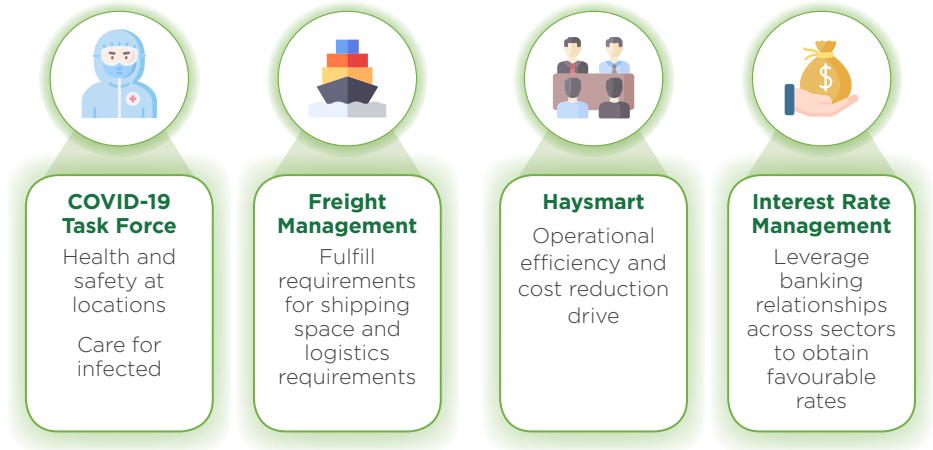 COVID-19
Task Force
Health and
safety at
locations
Care for
infected
Freight
Management
Fulfill
requirements
for shipping
space and
logistics
requirements
Haysmart
Operational
efficiency and
cost reduction
drive
$
Interest Rate
Management
Leverage
banking
relationships
across sectors
to obtain
favourable
rates